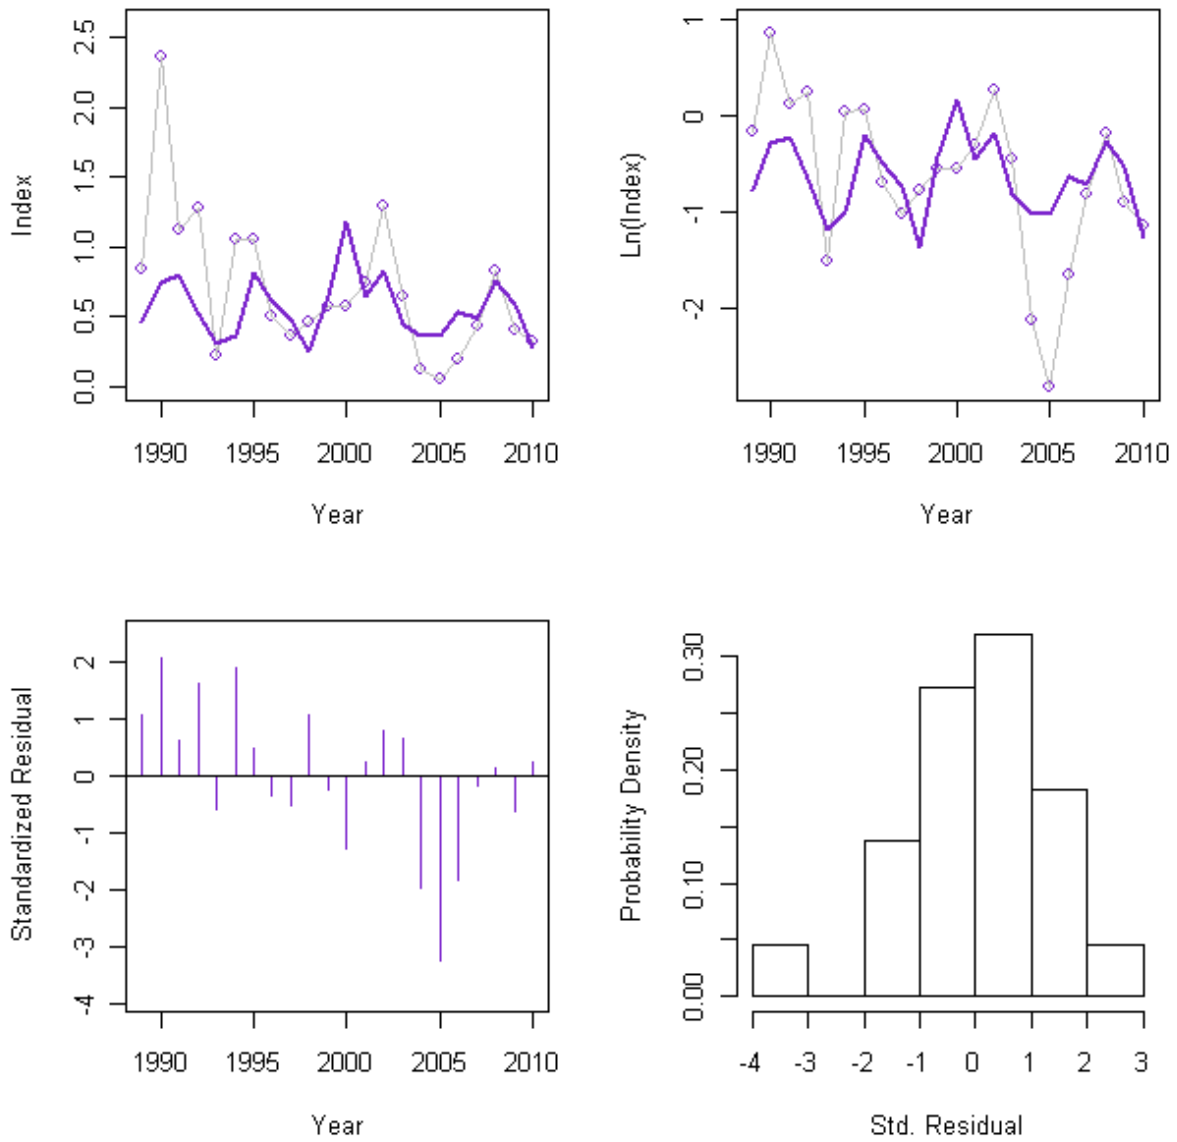 Index
2.5
2.0
1.5
1.0
0.5
0.0
1990 1995 2000 2005 2010
Year
Ln(Index)
1
0
-1
-2
1990 1995 2000 2005 2010
Year
Standardized Residual
2
1
0
-1
-2
-3
-4
1990 1995 2000 2005 2010
Year
Probability Density
0.30
0.20
0.10
0.00
-4 -3 -2 -1 0 1 2 3
Std. Residual